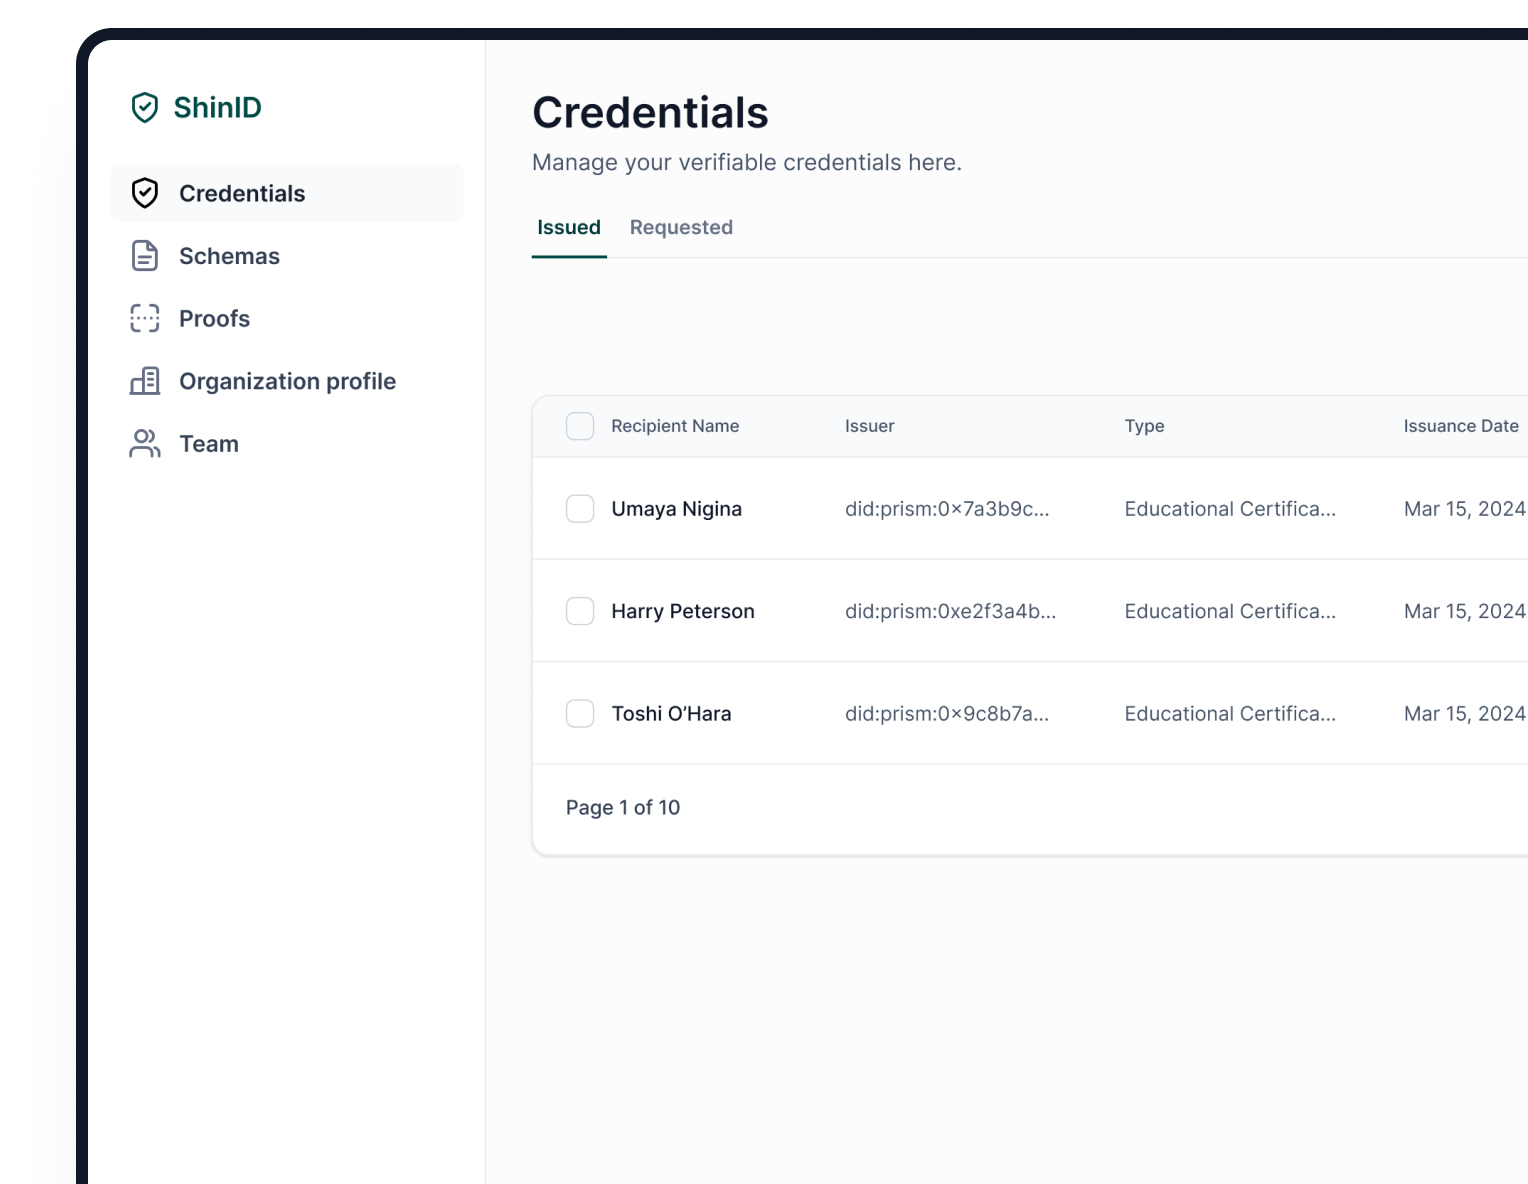 ShinID
Credentials
Schemas
Proofs
Organization profile
Team
Credentials
Manage your verifiable credentials here.
Issued Requested
Recipient Name Issuer Type Issuance Date
Umaya Nigina did:prism:0×7a3b9c... Educational Certifica... Mar 15, 2024
Harry Peterson did:prism:0xe2f3a4b... Educational Certifica... Mar 15, 2024
Toshi O’Hara did:prism:0×9c8b7a... Educational Certifica... Mar 15, 2024
Page 1 of 10